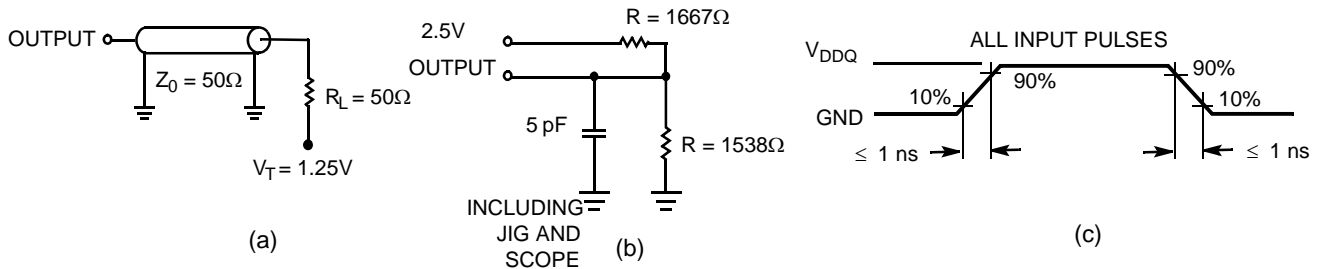 OUTPUT
Z0 = 50Ω
RL = 50Ω
VT = 1.25V
(a)
R = 1667Ω
2.5V
OUTPUT
5 pF
R = 1538Ω
INCLUDING
JIG AND
SCOPE
(b)
ALL INPUT PULSES
VDDQ
90%
90%
10%
10%
GND
≤ 1 ns
≤ 1 ns
(c)